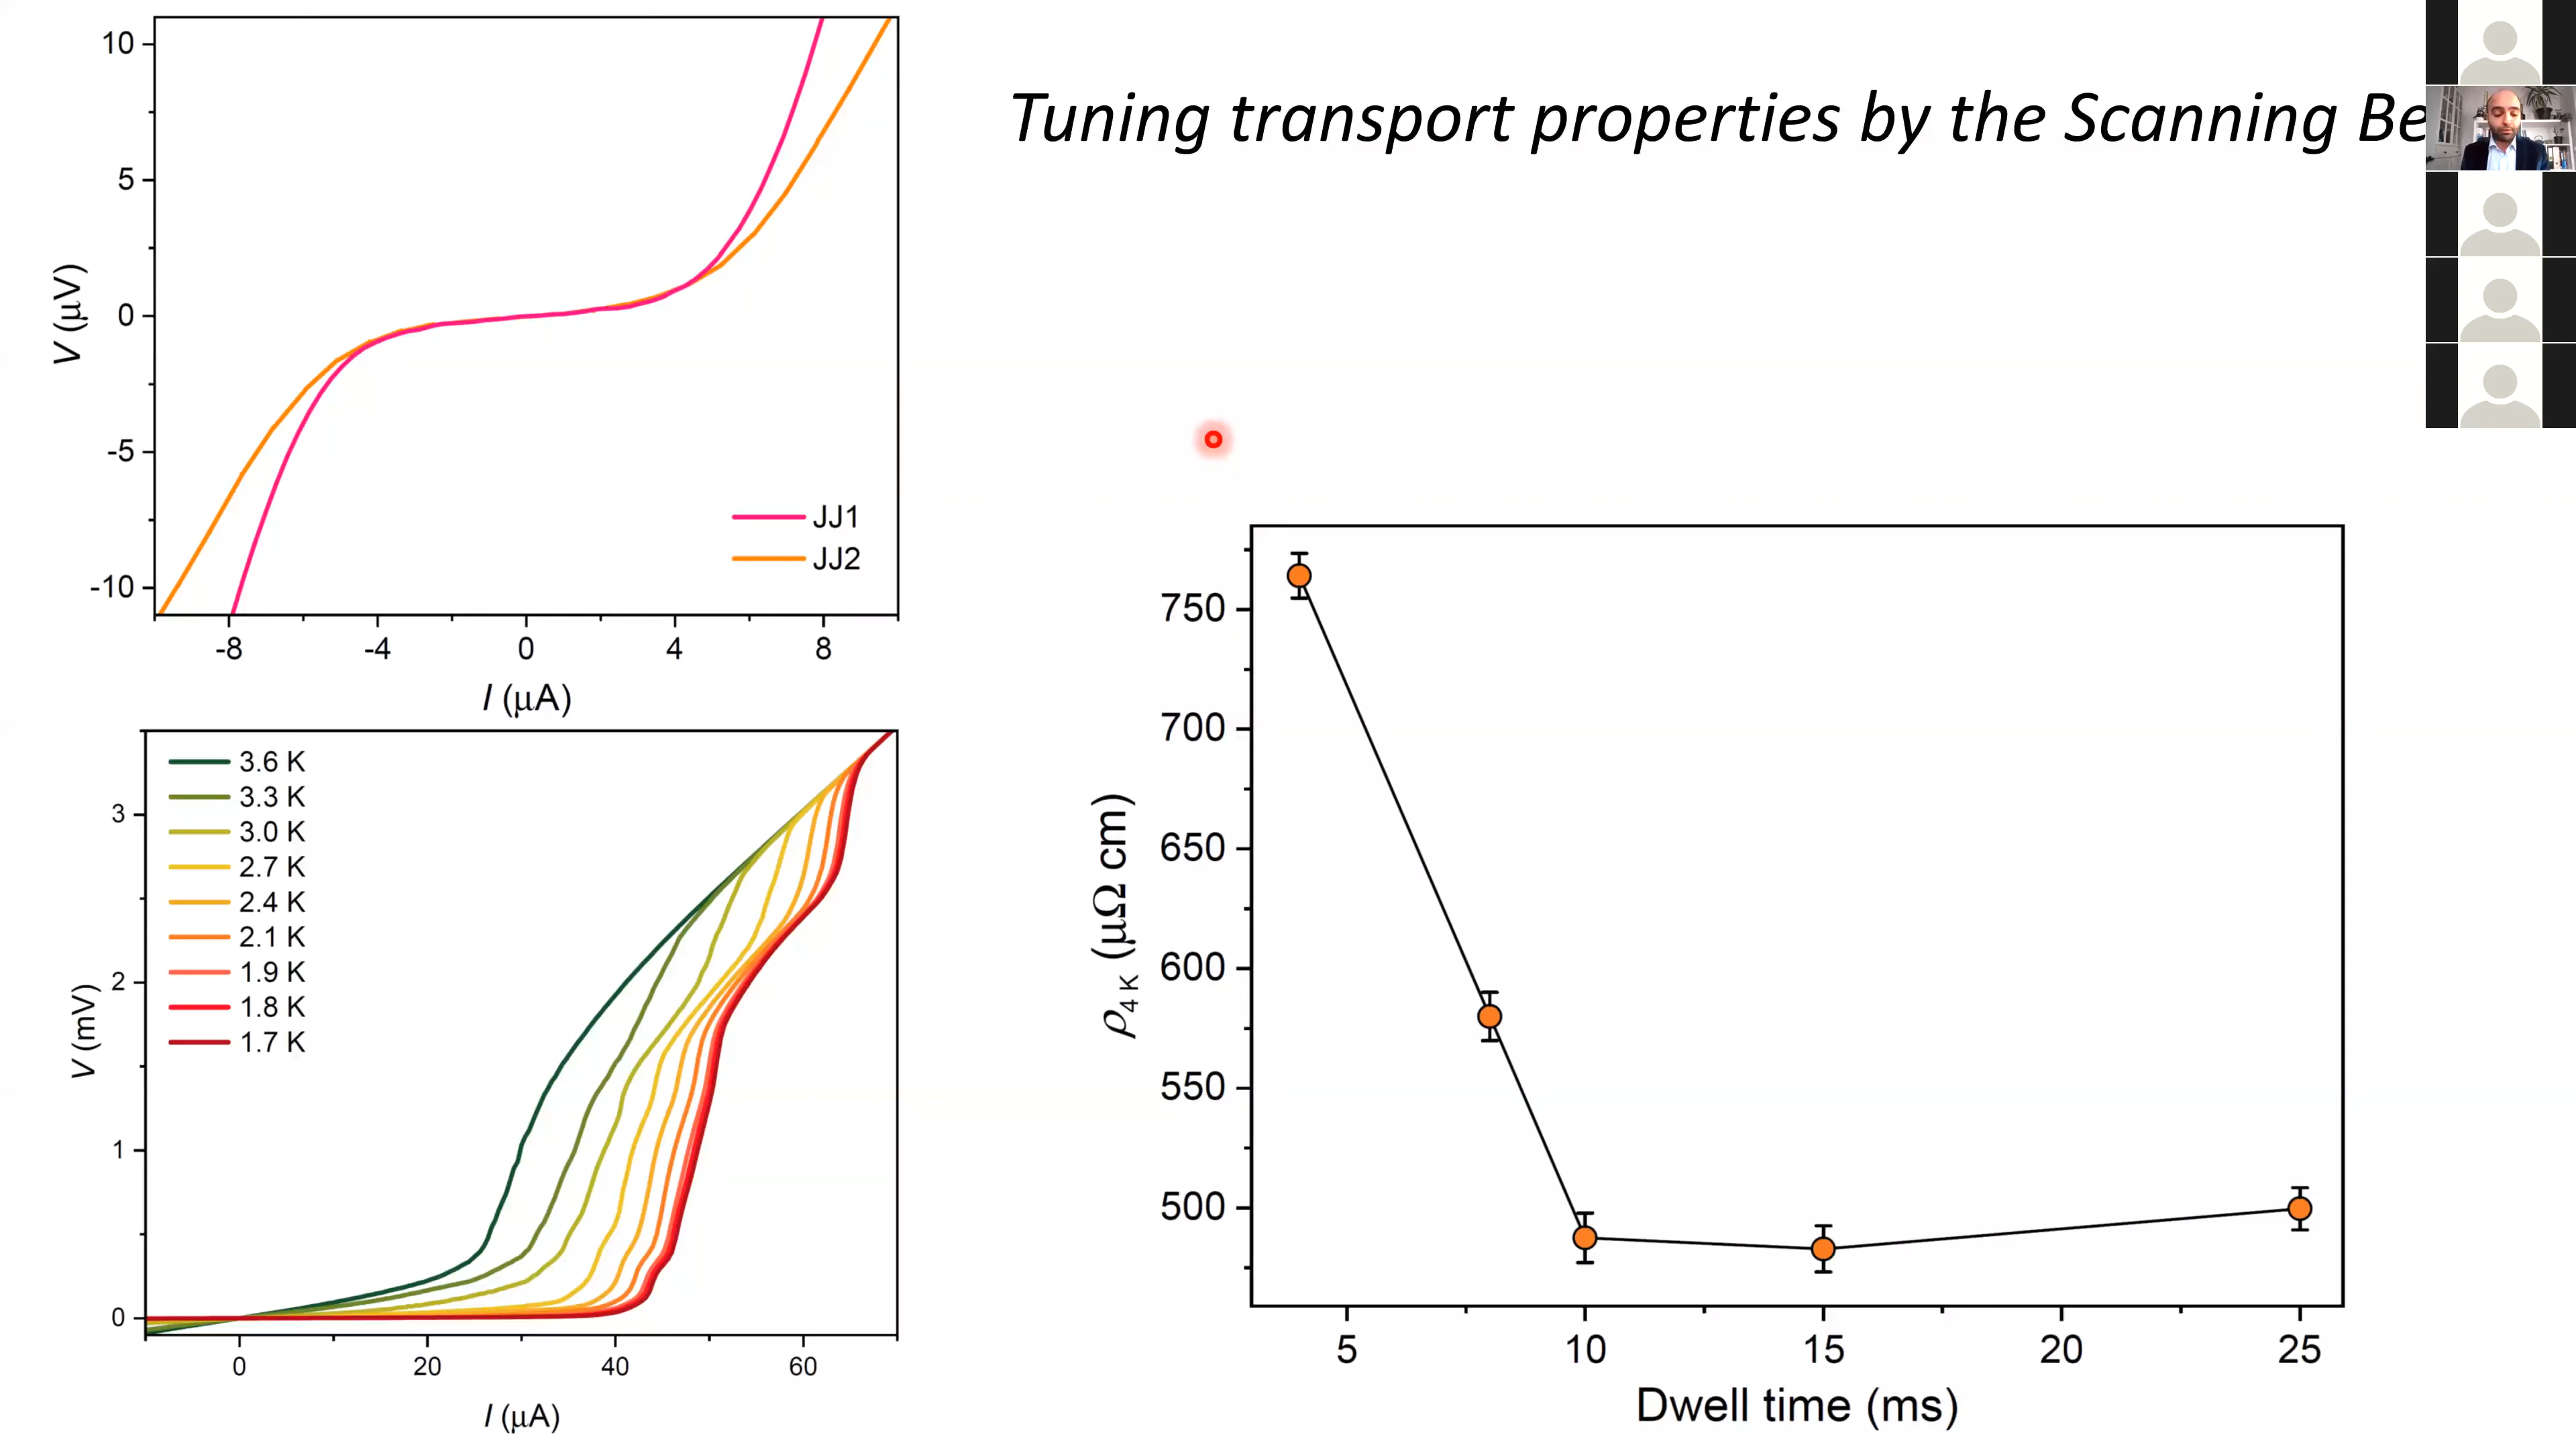 Tuning transport properties by the Scanning Be
10
5
0
-5
-10
V (μV)
JJ1
JJ2
-8 -4 0 4 8
I (μA)
3.6 K
3.3 K
3.0 K
2.7 K
2.4 K
2.1 K
1.9 K
1.8 K
1.7 K
3
2
1
0
V (mV)
0 20 40 60
I (μA)
750
700
650
600
550
500
ρ4 K (μΩ cm)
5 10 15 20 25
Dwell time (ms)